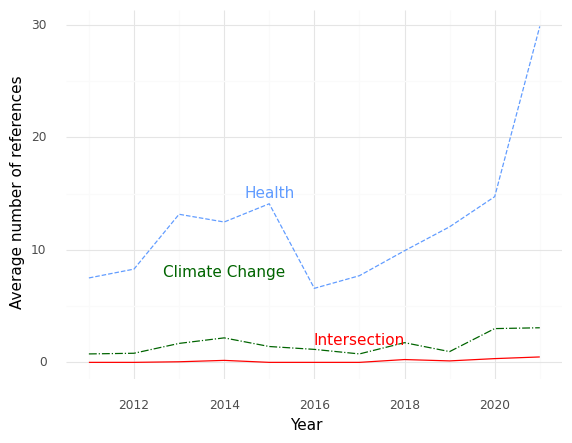 30
20
10
0
Average number of references
Health
Climate Change
Intersection
2012 2014 2016 2018 2020
Year